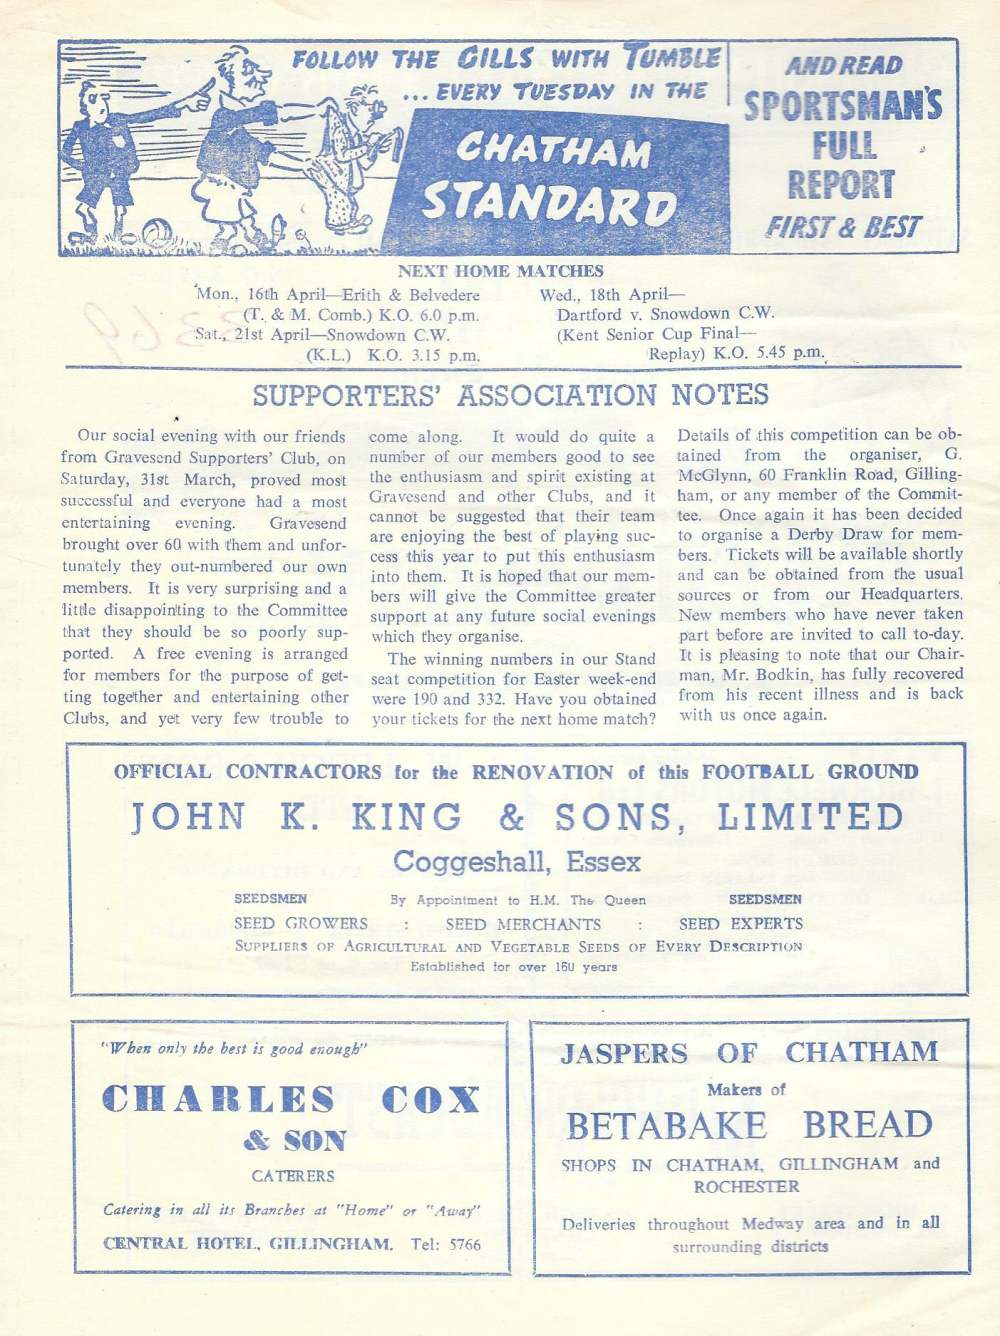 FOLLOW THE GILLS WITH TUMBLE
... EVERY TUESDAY IN THE
CHATHAM
STANDARD
AND READ
SPORTSMAN'S
FULL
REPORT
FIRST & BEST
NEXT HOME MATCHES
Mon., 16th April—Erith & Belvedere
(T. & M. Comb.) K.O. 6.0 p.m.
Sat., 21st April—Snowdown C.W.
(K.L.) K.O. 3.15 p.m.
Wed., 18th April—
Dartford v. Snowdown C.W.
(Kent Senior Cup Final—
Replay) K.O. 5.45 p.m.
SUPPORTERS' ASSOCIATION NOTES
Our social evening with our friends
from Gravesend Supporters' Club, on
Saturday, 31st March, proved most
successful and everyone had a most
entertaining evening. Gravesend
brought over 60 with them and unfor-
tunately they out-numbered our own
members. It is very surprising and a
little disappointing to the Committee
that they should be so poorly sup-
ported. A free evening is arranged
for members for the purpose of get-
ting together and entertaining other
Clubs, and yet very few trouble to
come along. It would do quite a
number of our members good to see
the enthusiasm and spirit existing at
Gravesend and other Clubs, and it
cannot be suggested that their team
are enjoying the best of playing suc-
cess this year to put this enthusiasm
into them. It is hoped that our mem-
bers will give the Committee greater
support at any future social evenings
which they organise.
The winning numbers in our Stand
seat competition for Easter week-end
were 190 and 332. Have you obtained
your tickets for the next home match?
Details of this competition can be ob-
tained from the organiser, G.
McGlynn, 60 Franklin Road, Gilling-
ham, or any member of the Commit-
tee. Once again it has been decided
to organise a Derby Draw for mem-
bers. Tickets will be available shortly
and can be obtained from the usual
sources or from our Headquarters.
New members who have never taken
part before are invited to call to-day.
It is pleasing to note that our Chair-
man, Mr. Bodkin, has fully recovered
from his recent illness and is back
with us once again.
OFFICIAL CONTRACTORS for the RENOVATION of this FOOTBALL GROUND
JOHN K. KING & SONS, LIMITED
Coggeshall, Essex
SEEDSMEN By Appointment to H.M. The Queen SEEDSMEN
SEED GROWERS : SEED MERCHANTS : SEED EXPERTS
SUPPLIERS OF AGRICULTURAL AND VEGETABLE SEEDS OF EVERY DESCRIPTION
Established for over 160 years
"When only the best is good enough"
CHARLES COX
& SON
CATERERS
Catering in all its Branches at "Home" or "Away"
CENTRAL HOTEL, GILLINGHAM. Tel: 5766
JASPERS OF CHATHAM
Makers of
BETABAKE BREAD
SHOPS IN CHATHAM, GILLINGHAM and
ROCHESTER
Deliveries throughout Medway area and in all
surrounding districts